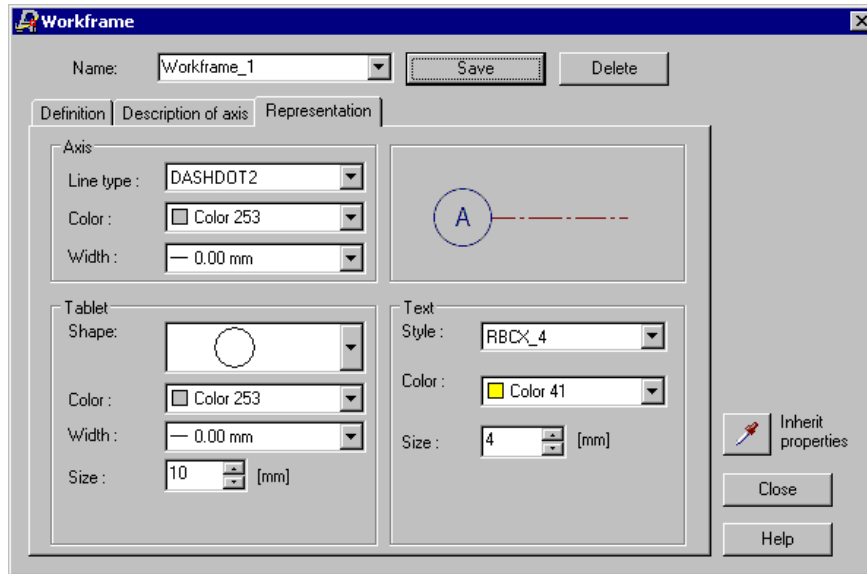 Workframe
Name: Workframe_1 Save Delete
Definition Description of axis Representation
Axis
Line type : DASHDOT2
Color : Color 253
Width : 0.00 mm
A
Tablet
Shape:
Color : Color 253
Width : 0.00 mm
Size : 10 [mm]
Text
Style : RBCX_4
Color : Color 41
Size : 4 [mm]
Inherit
properties
Close
Help